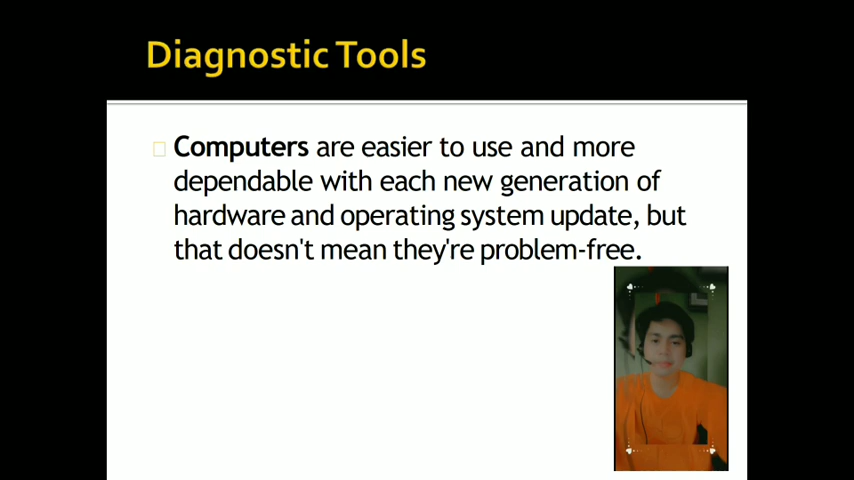 Diagnostic Tools
Computers are easier to use and more
dependable with each new generation of
hardware and operating system update, but
that doesn't mean they're problem-free.